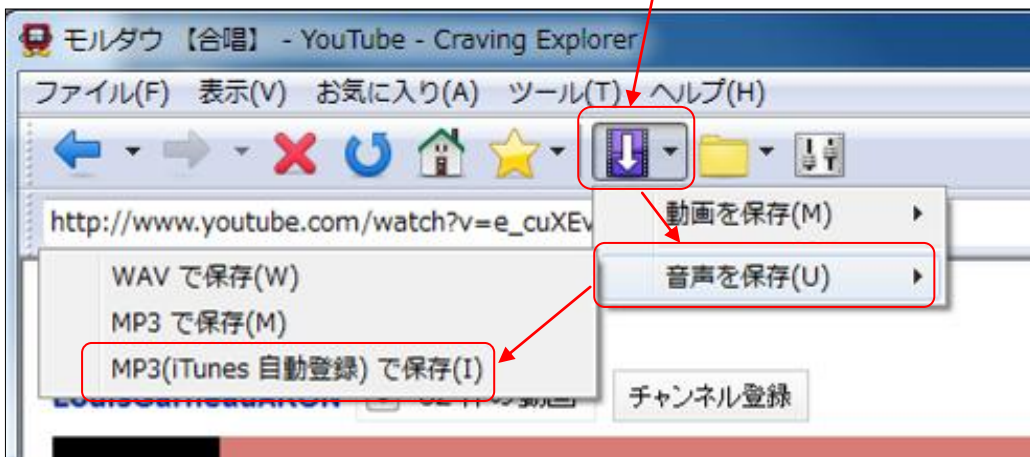 モルダウ 【合唱】 - YouTube - Craving Explorer
ファイル(F) 表示(V) お気に入り(A) ツール(T) ヘルプ(H)
http://www.youtube.com/watch?v=e_cuXEv
動画を保存(M)
音声を保存(U)
WAV で保存(W)
MP3 で保存(M)
MP3(iTunes 自動登録) で保存(I)
チャンネル登録